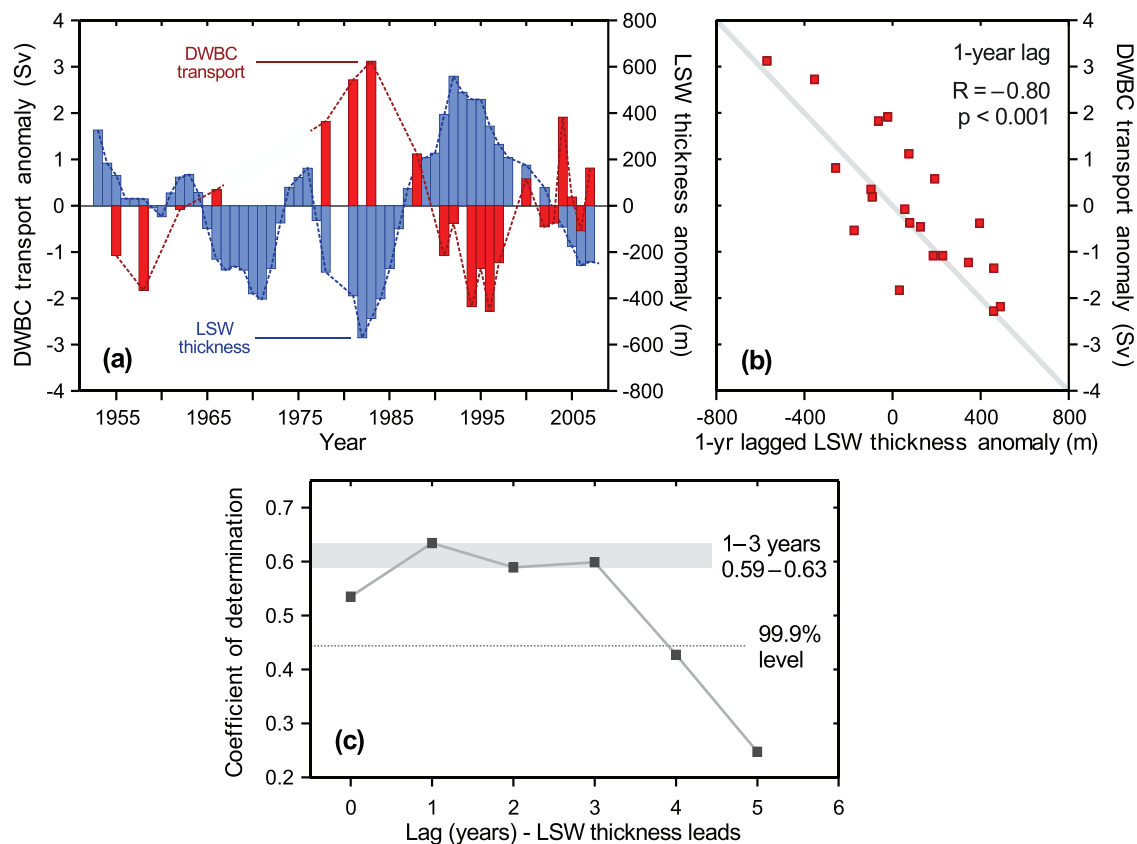 DWBC transport anomaly (Sv)
4
3
2
1
0
-1
-2
-3
-4
DWBC
transport
LSW
thickness
(a)
1955
1965
1975
1985
1995
2005
Year
800
600
400
200
0
-200
-400
-600
-800
LSW thickness anomaly (m)
1-year lag
R = −0.80
p < 0.001
(b)
4
3
2
1
0
-1
-2
-3
-4
DWBC transport anomaly (Sv)
-800
-400
0
400
800
1-yr lagged LSW thickness anomaly (m)
Coefficient of determination
0.7
0.6
0.5
0.4
0.3
0.2
1–3 years
0.59–0.63
99.9%
level
(c)
0
1
2
3
4
5
6
Lag (years) - LSW thickness leads